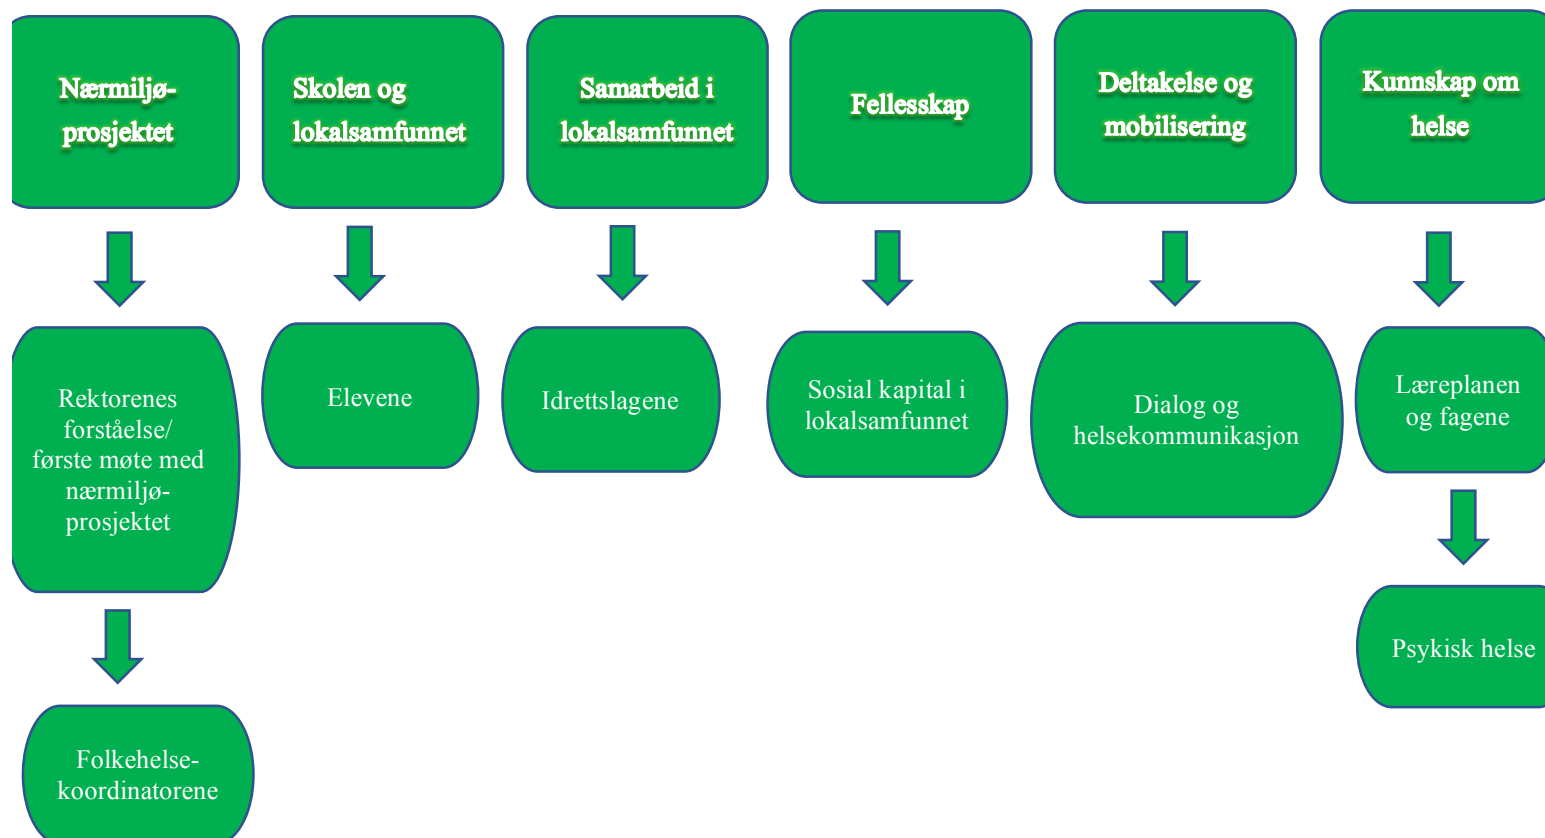 Nærmiljø-
prosjektet
Skolen og
lokalsamfunnet
Samarbeid i
lokalsamfunnet
Fellesskap
Deltakelse og
mobilisering
Kunnskap om
helse
Rektorenes
forståelse/
første møte med
nærmiljø-
prosjektet
Elevene
Idrettslagene
Sosial kapital i
lokalsamfunnet
Dialog og
helsekommunikasjon
Læreplanen
og fagene
Folkehelse-
koordinatorene
Psykisk helse